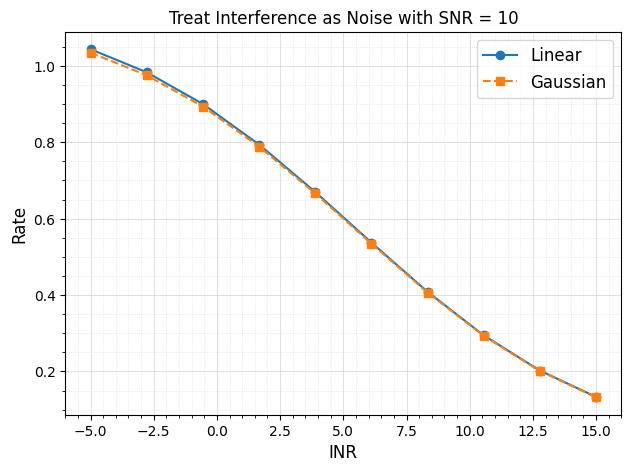 Treat Interference as Noise with SNR = 10
Linear
Gaussian
Rate
1.0
0.8
0.6
0.4
0.2
−5.0 −2.5 0.0 2.5 5.0 7.5 10.0 12.5 15.0
INR